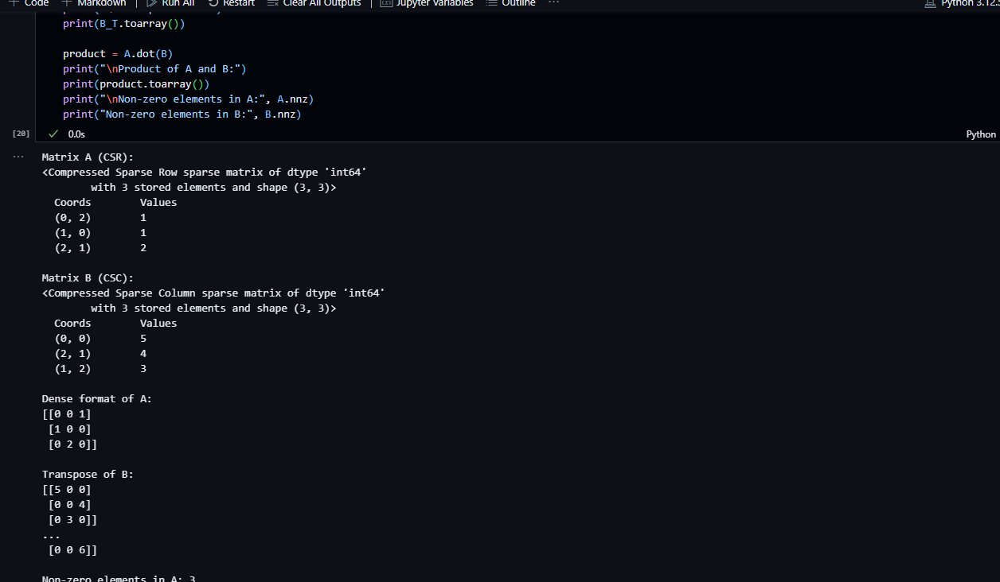 Code Markdown | Run All Restart Clear All Outputs | Jupyter Variables Outline ... Python 3.12.
print(B_T.toarray())
product = A.dot(B)
print("\nProduct of A and B:")
print(product.toarray())
print("\nNon-zero elements in A:", A.nnz)
print("Non-zero elements in B:", B.nnz)
[20] ✓ 0.0s Python
... Matrix A (CSR):
<Compressed Sparse Row sparse matrix of dtype 'int64'
with 3 stored elements and shape (3, 3)>
Coords Values
(0, 2) 1
(1, 0) 1
(2, 1) 2
Matrix B (CSC):
<Compressed Sparse Column sparse matrix of dtype 'int64'
with 3 stored elements and shape (3, 3)>
Coords Values
(0, 0) 5
(2, 1) 4
(1, 2) 3
Dense format of A:
[[0 0 1]
[1 0 0]
[0 2 0]]
Transpose of B:
[[5 0 0]
[0 0 4]
[0 3 0]]
...
[0 0 6]]
Non-zero elements in A: 3